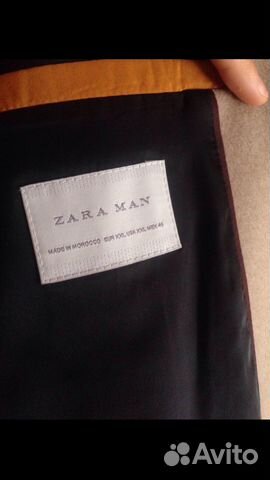 ZARA MAN
MADE IN MOROCCO EUR XXL USA XXL MEX 46
Avito